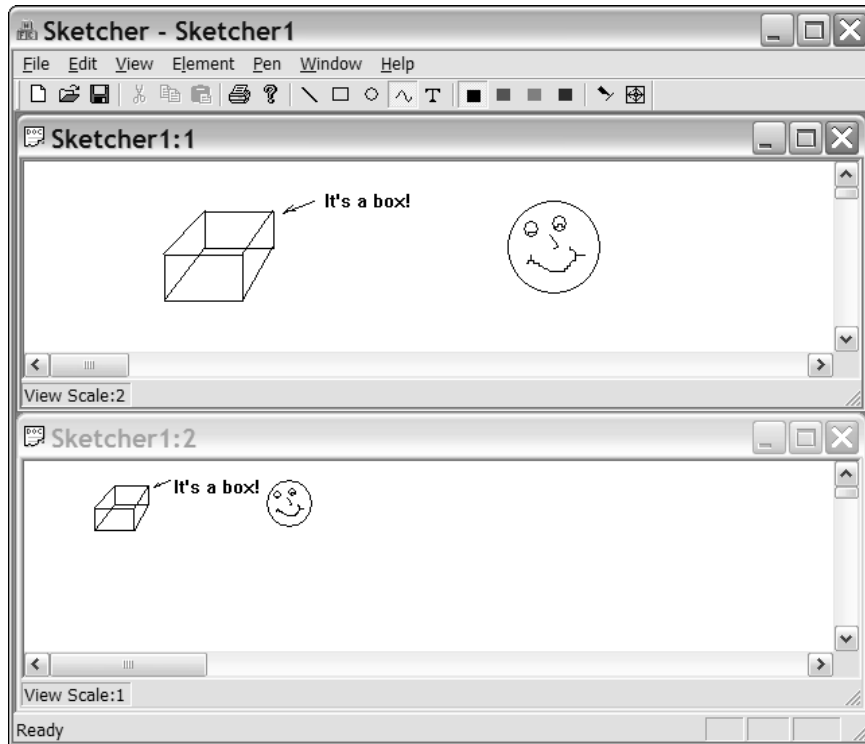 Sketcher - Sketcher1
File Edit View Element Pen Window Help
T
Sketcher1:1
It's a box!
View Scale:2
Sketcher1:2
It's a box!
View Scale:1
Ready